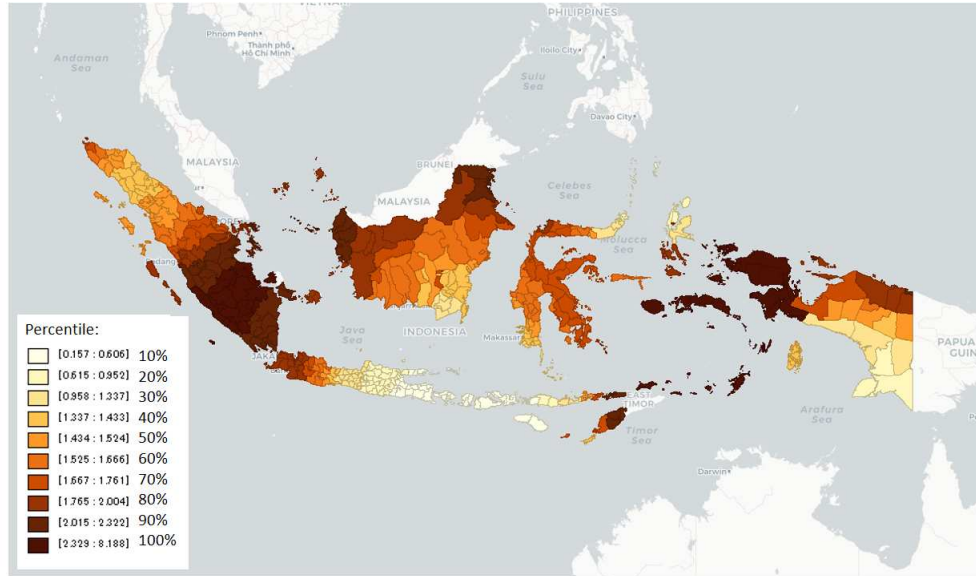 PHILIPPINES
Phnom Penh
Thành phố
Hồ Chí Minh
Iloilo City
Andaman
Sea
Sulu
Sea
Davao City
MALAYSIA
BRUNEI
Celebes
Sea
MALAYSIA
Molucca
Sea
Java
Sea
INDONESIA
Makassar
EAST
TIMOR
Timor
Sea
Arafura
Sea
Darwin
Percentile:
[0.157 : 0.606] 10%
[0.615 : 0.952] 20%
[0.958 : 1.337] 30%
[1.337 : 1.433] 40%
[1.434 : 1.524] 50%
[1.525 : 1.666] 60%
[1.667 : 1.761] 70%
[1.765 : 2.004] 80%
[2.015 : 2.322] 90%
[2.329 : 8.188] 100%